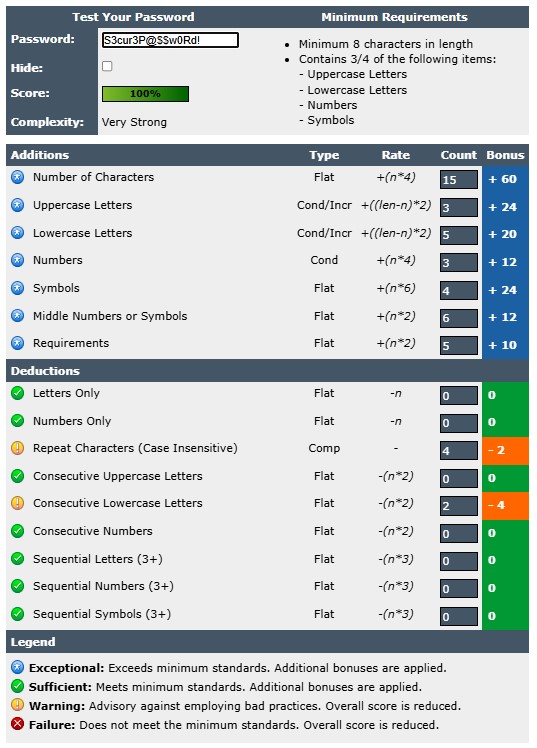 Test Your Password
Minimum Requirements
Password: S3cur3P@$$w0Rd!
Hide:
Score: 100%
Complexity: Very Strong
• Minimum 8 characters in length
• Contains 3/4 of the following items:
- Uppercase Letters
- Lowercase Letters
- Numbers
- Symbols
Additions Type Rate Count Bonus
Number of Characters Flat +(n*4) 15 + 60
Uppercase Letters Cond/Incr +((len-n)*2) 3 + 24
Lowercase Letters Cond/Incr +((len-n)*2) 5 + 20
Numbers Cond +(n*4) 3 + 12
Symbols Flat +(n*6) 4 + 24
Middle Numbers or Symbols Flat +(n*2) 6 + 12
Requirements Flat +(n*2) 5 + 10
Deductions
Letters Only Flat -n 0 0
Numbers Only Flat -n 0 0
Repeat Characters (Case Insensitive) Comp - 4 - 2
Consecutive Uppercase Letters Flat -(n*2) 0 0
Consecutive Lowercase Letters Flat -(n*2) 2 - 4
Consecutive Numbers Flat -(n*2) 0 0
Sequential Letters (3+) Flat -(n*3) 0 0
Sequential Numbers (3+) Flat -(n*3) 0 0
Sequential Symbols (3+) Flat -(n*3) 0 0
Legend
Exceptional: Exceeds minimum standards. Additional bonuses are applied.
Sufficient: Meets minimum standards. Additional bonuses are applied.
Warning: Advisory against employing bad practices. Overall score is reduced.
Failure: Does not meet the minimum standards. Overall score is reduced.